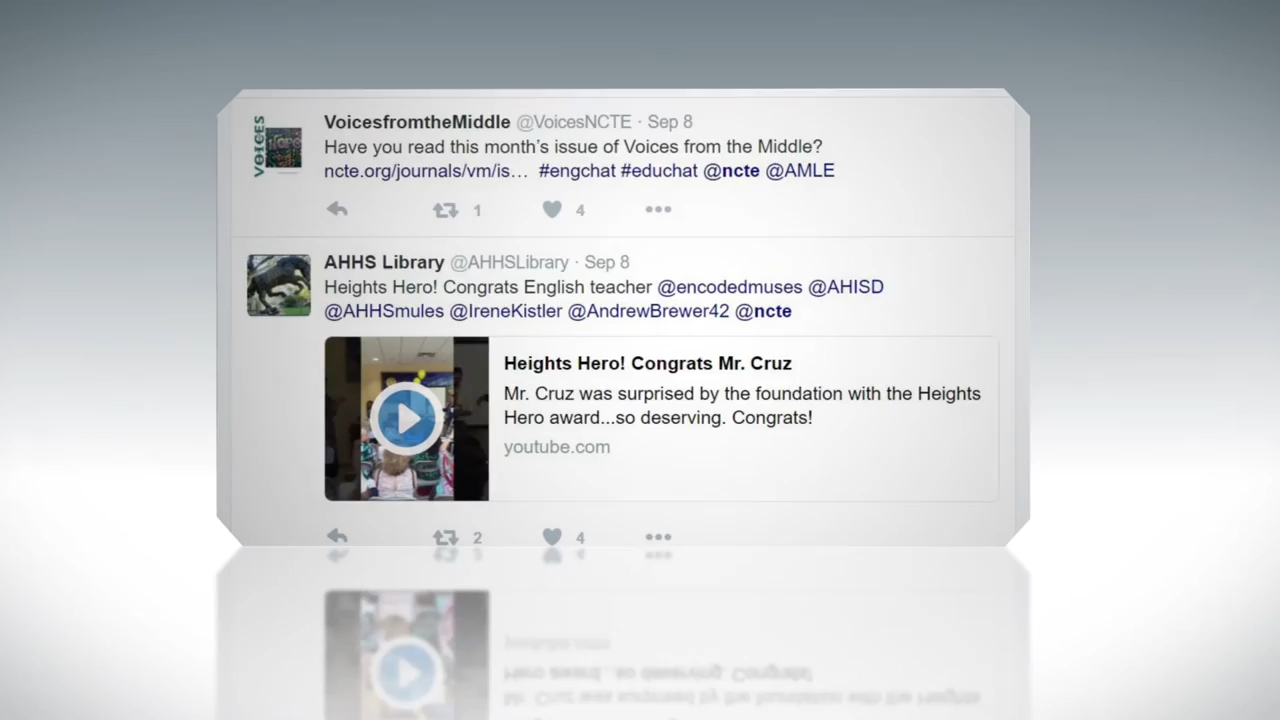 VOICES
VoicesfromtheMiddle @VoicesNCTE · Sep 8
Have you read this month’s issue of Voices from the Middle?
ncte.org/journals/vm/is… #engchat #educhat @ncte @AMLE
1 4
AHHS Library @AHHSLibrary · Sep 8
Heights Hero! Congrats English teacher @encodedmuses @AHISD
@AHHSmules @IreneKistler @AndrewBrewer42 @ncte
Heights Hero! Congrats Mr. Cruz
Mr. Cruz was surprised by the foundation with the Heights
Hero award...so deserving. Congrats!
youtube.com
2 4